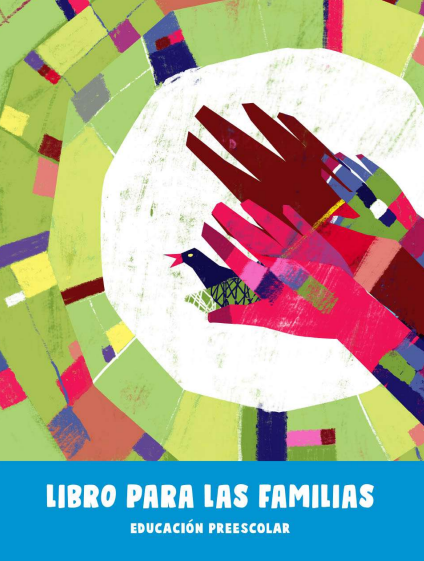 LIBRO PARA LAS FAMILIAS
EDUCACIÓN PREESCOLAR